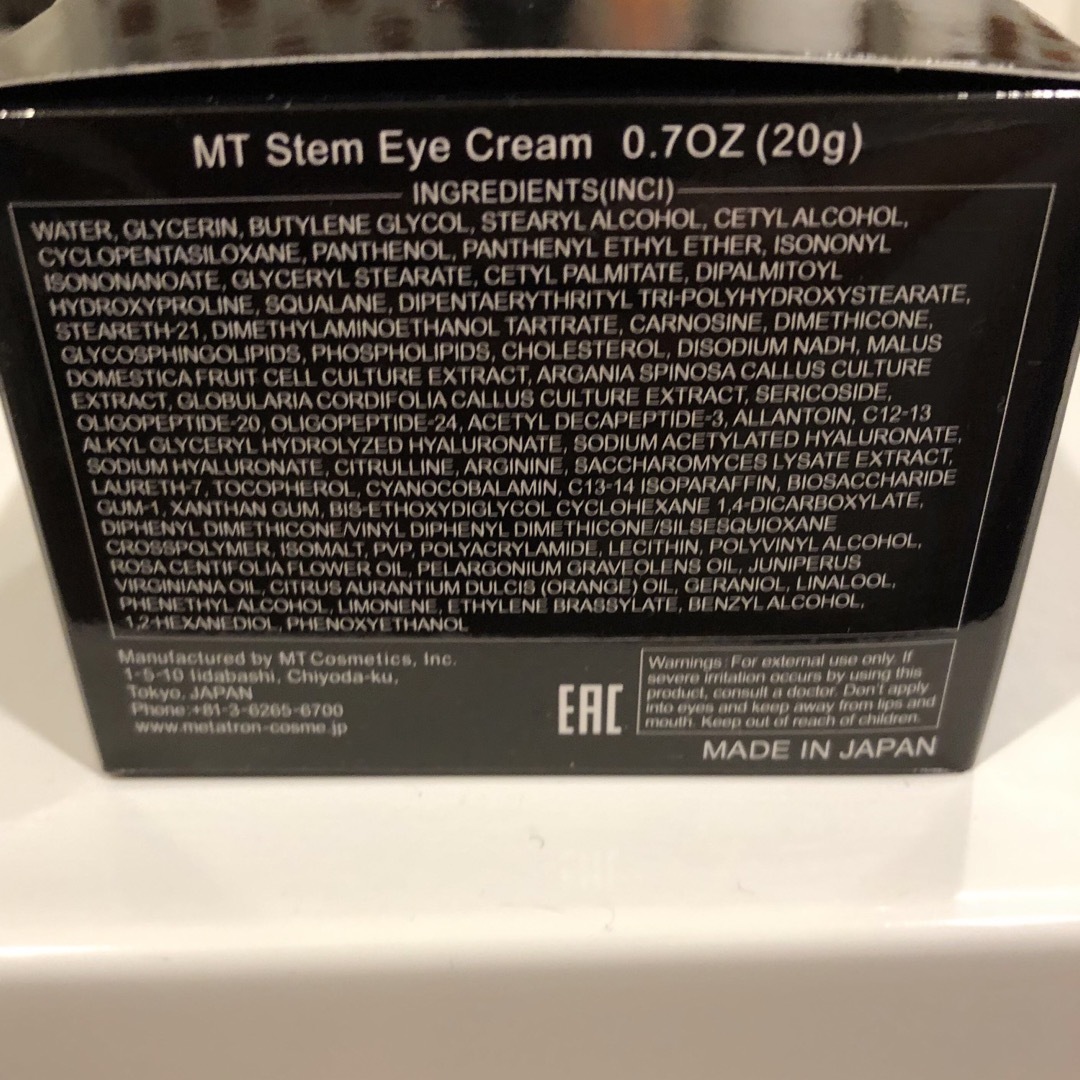 MT Stem Eye Cream 0.7OZ (20g)
INGREDIENTS(INCI)
WATER, GLYCERIN, BUTYLENE GLYCOL, STEARYL ALCOHOL, CETYL ALCOHOL,
CYCLOPENTASILOXANE, PANTHENOL, PANTHENYL ETHYL ETHER, ISONONYL
ISONONANOATE, GLYCERYL STEARATE, CETYL PALMITATE, DIPALMITOYL
HYDROXYPROLINE, SQUALANE, DIPENTAERYTHRITYL TRI-POLYHYDROXYSTEARATE,
STEARETH-21, DIMETHYLAMINOETHANOL TARTRATE, CARNOSINE, DIMETHICONE,
GLYCOSPHINGOLIPIDS, PHOSPHOLIPIDS, CHOLESTEROL, DISODIUM NADH, MALUS
DOMESTICA FRUIT CELL CULTURE EXTRACT, ARGANIA SPINOSA CALLUS CULTURE
EXTRACT, GLOBULARIA CORDIFOLIA CALLUS CULTURE EXTRACT, SERICOSIDE,
OLIGOPEPTIDE-20, OLIGOPEPTIDE-24, ACETYL DECAPEPTIDE-3, ALLANTOIN, C12-13
ALKYL GLYCERYL HYDROLYZED HYALURONATE, SODIUM ACETYLATED HYALURONATE,
SODIUM HYALURONATE, CITRULLINE, ARGININE, SACCHAROMYCES LYSATE EXTRACT,
LAURETH-7, TOCOPHEROL, CYANOCOBALAMIN, C13-14 ISOPARAFFIN, BIOSACCHARIDE
GUM-1, XANTHAN GUM, BIS-ETHOXYDIGLYCOL CYCLOHEXANE 1,4-DICARBOXYLATE,
DIPHENYL DIMETHICONE/VINYL DIPHENYL DIMETHICONE/SILSESQUIOXANE
CROSSPOLYMER, ISOMALT, PVP, POLYACRYLAMIDE, LECITHIN, POLYVINYL ALCOHOL,
ROSA CENTIFOLIA FLOWER OIL, PELARGONIUM GRAVEOLENS OIL, JUNIPERUS
VIRGINIANA OIL, CITRUS AURANTIUM DULCIS (ORANGE) OIL, GERANIOL, LINALOOL,
PHENETHYL ALCOHOL, LIMONENE, ETHYLENE BRASSYLATE, BENZYL ALCOHOL,
1,2-HEXANEDIOL, PHENOXYETHANOL
Manufactured by MT Cosmetics, Inc.
1-5-10 Iidabashi, Chiyoda-ku,
Tokyo, JAPAN
Phone:+81-3-6265-6700
www.metatron-cosme.jp
EAC
Warnings: For external use only. If
severe irritation occurs by using this
product, consult a doctor. Don't apply
into eyes and keep away from lips and
mouth. Keep out of reach of children.
MADE IN JAPAN